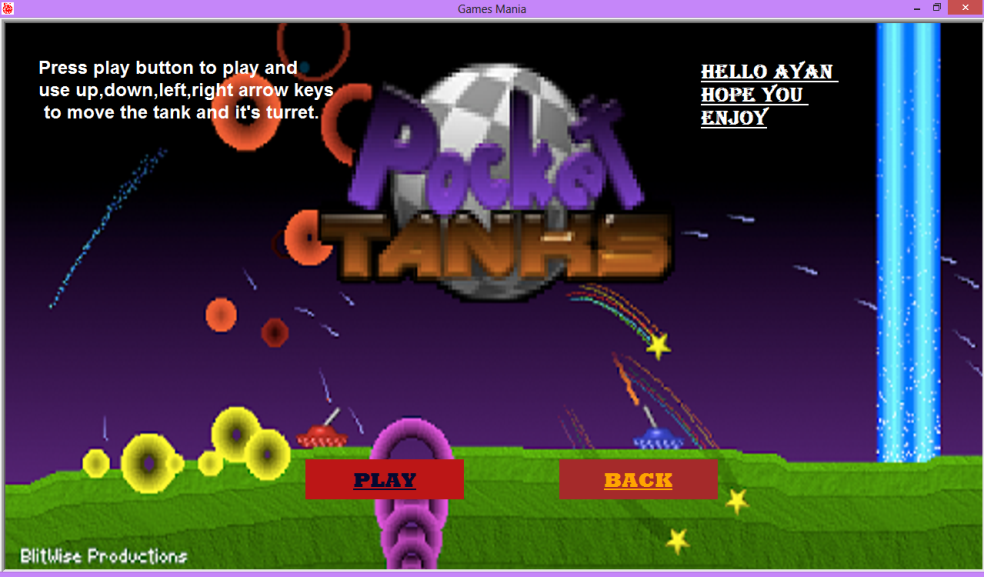 Games Mania
Press play button to play and
use up,down,left,right arrow keys
to move the tank and it's turret.
HELLO AYAN
HOPE YOU
ENJOY
Pocket
TANKS
PLAY
BACK
BlitWise Productions